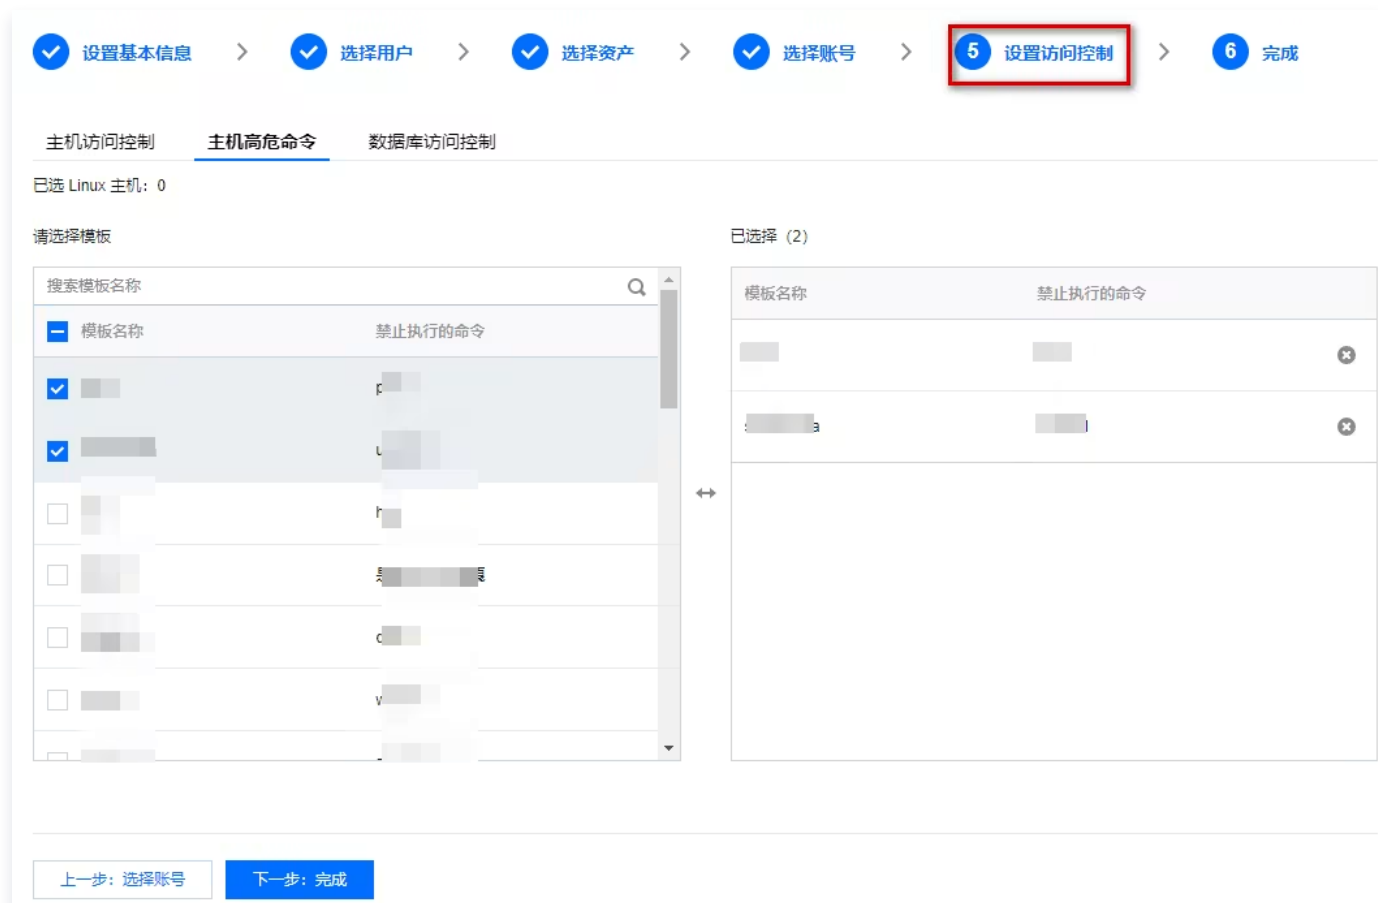 设置基本信息 选择用户 选择资产 选择账号 5 设置访问控制 6 完成
主机访问控制 主机高危命令 数据库访问控制
已选 Linux 主机：0
请选择模板 已选择（2）
搜索模板名称
模板名称 禁止执行的命令
模板名称 禁止执行的命令
上一步：选择账号 下一步：完成